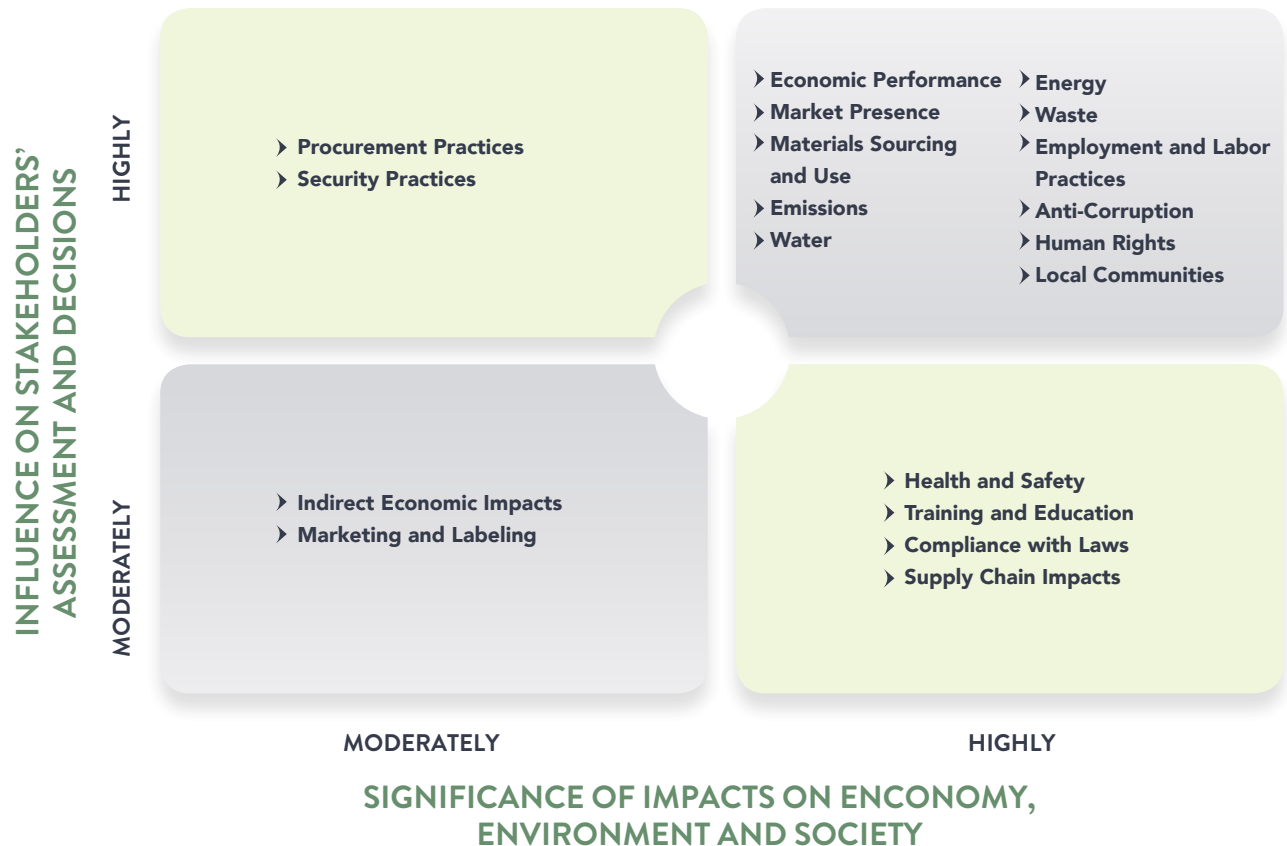 INFLUENCE ON STAKEHOLDERS’
ASSESSMENT AND DECISIONS
HIGHLY
Procurement Practices
Security Practices
Economic Performance
Market Presence
Materials Sourcing
and Use
Emissions
Water
Energy
Waste
Employment and Labor
Practices
Anti-Corruption
Human Rights
Local Communities
MODERATELY
Indirect Economic Impacts
Marketing and Labeling
Health and Safety
Training and Education
Compliance with Laws
Supply Chain Impacts
MODERATELY
HIGHLY
SIGNIFICANCE OF IMPACTS ON ENCONOMY,
ENVIRONMENT AND SOCIETY